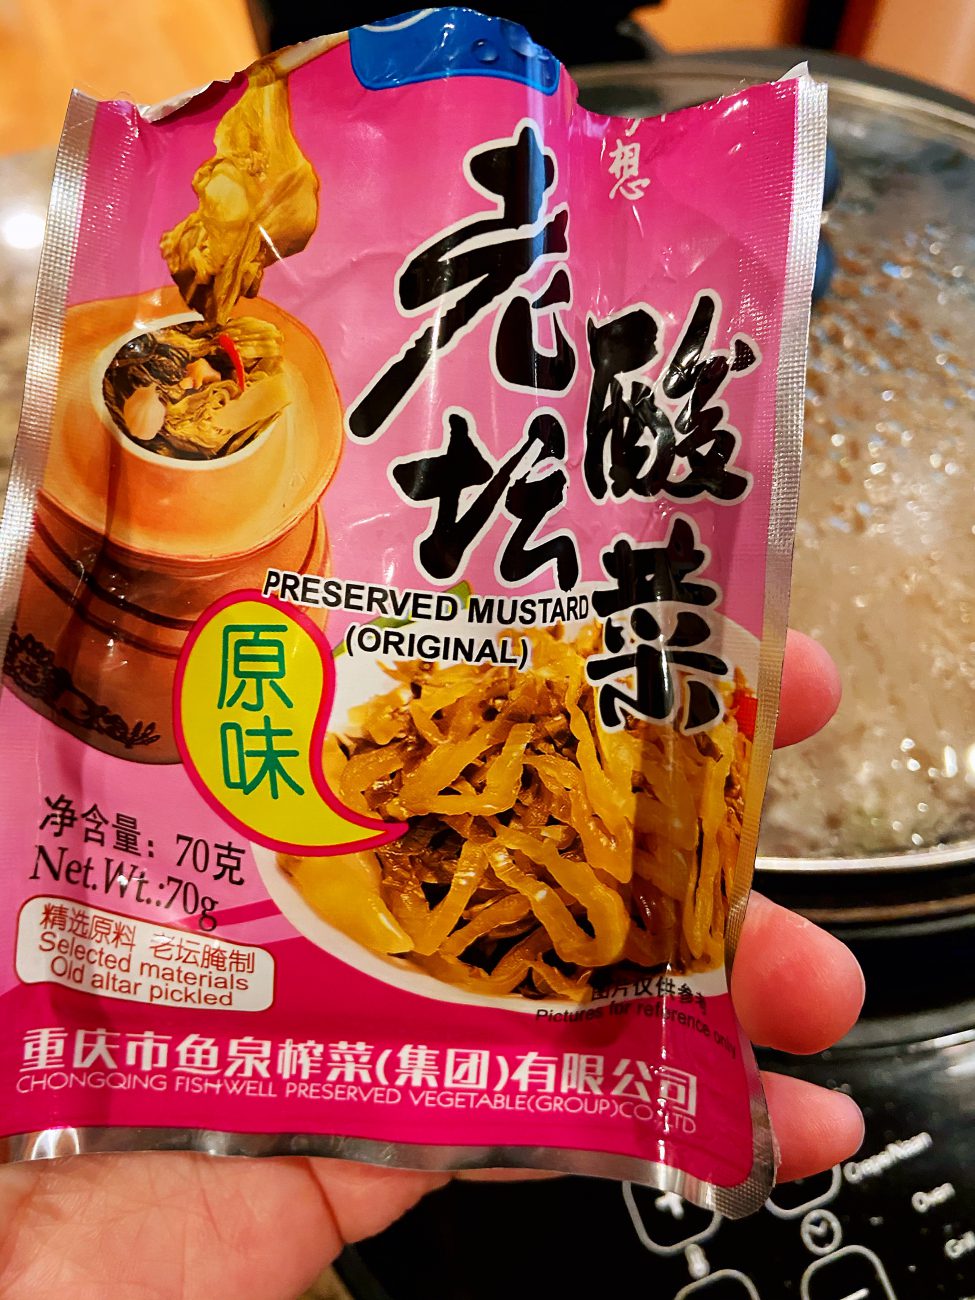 想
老坛
酸菜
PRESERVED MUSTARD
(ORIGINAL)
原味
净含量：70克
Net.Wt.:70g
精选原料 老坛腌制
Selected materials
Old altar pickled
图片仅供参考
Pictures for reference only
重庆市鱼泉榨菜(集团)有限公司
CHONGQING FISHWELL PRESERVED VEGETABLE(GROUP)CO.,LTD
Oven